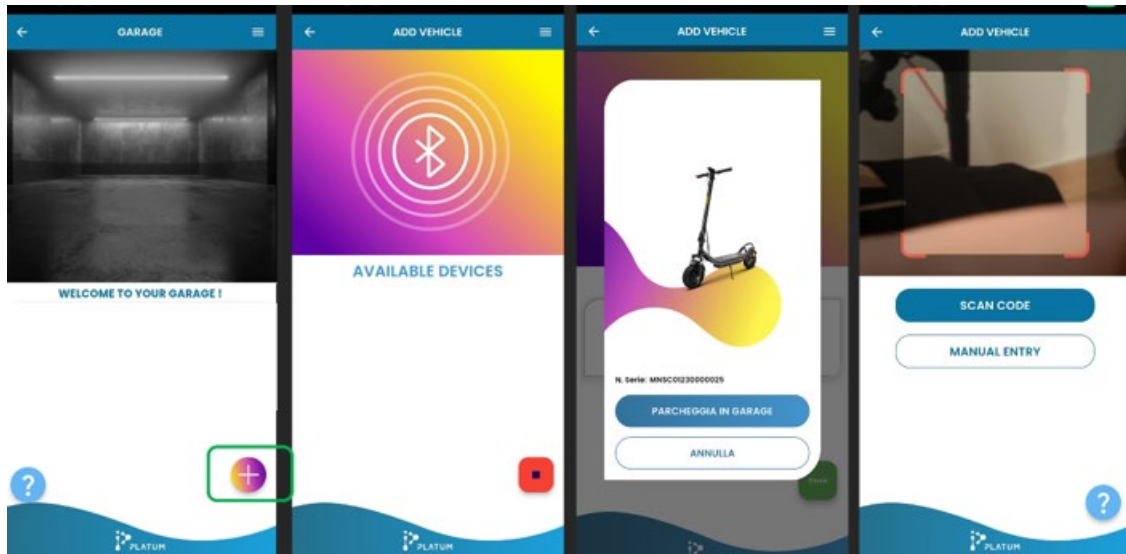 GARAGE
WELCOME TO YOUR GARAGE !
?
PLATUM
ADD VEHICLE
AVAILABLE DEVICES
PLATUM
ADD VEHICLE
N. Serie: MNSC01230000025
PARCHEGGIA IN GARAGE
ANNULLA
ADD VEHICLE
SCAN CODE
MANUAL ENTRY
?
PLATUM